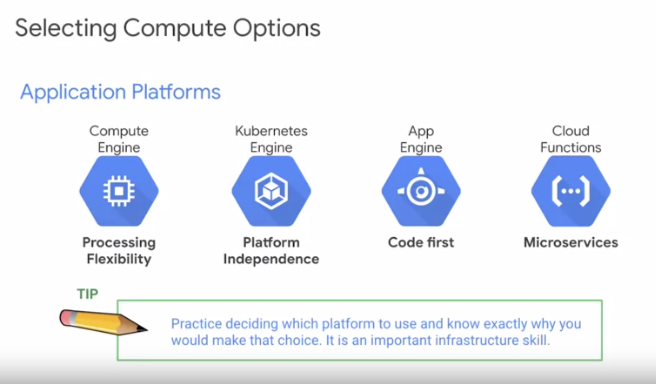 Selecting Compute Options
Application Platforms
Compute
Engine
Kubernetes
Engine
App
Engine
Cloud
Functions
Processing
Flexibility
Platform
Independence
Code first
Microservices
TIP
Practice deciding which platform to use and know exactly why you
would make that choice. It is an important infrastructure skill.